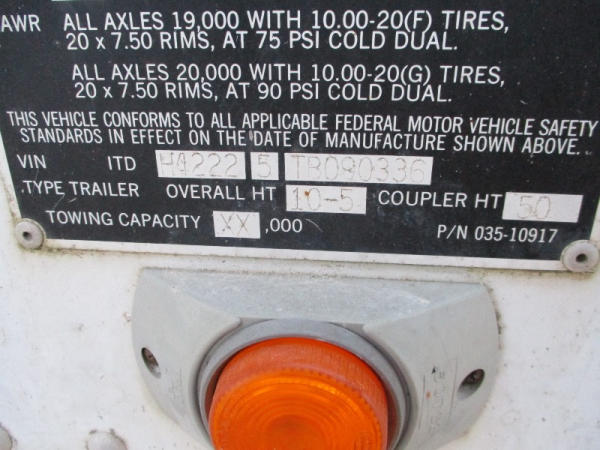 AWR ALL AXLES 19,000 WITH 10.00-20(F) TIRES,
20 x 7.50 RIMS, AT 75 PSI COLD DUAL.
ALL AXLES 20,000 WITH 10.00-20(G) TIRES,
20 x 7.50 RIMS, AT 90 PSI COLD DUAL.
THIS VEHICLE CONFORMS TO ALL APPLICABLE FEDERAL MOTOR VEHICLE SAFETY
STANDARDS IN EFFECT ON THE DATE OF MANUFACTURE SHOWN ABOVE.
VIN ITD H4222 5 TB090336
TYPE TRAILER OVERALL HT 10-5 COUPLER HT 50
TOWING CAPACITY XX ,000 P/N 035-10917